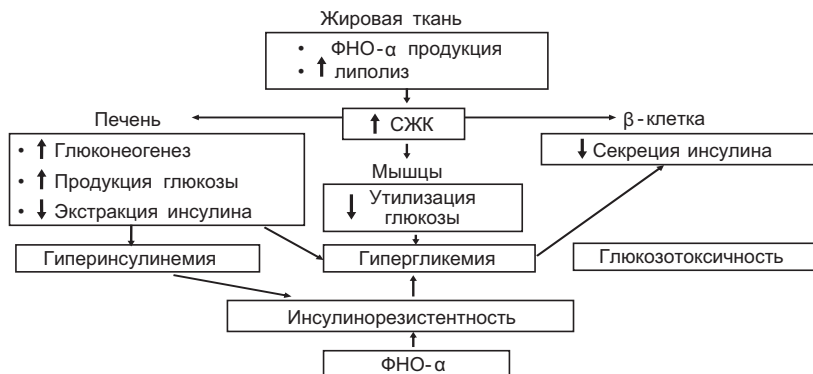 Жировая ткань
• ФНО-α продукция
• ↑ липолиз
Печень
↑ СЖК
β-клетка
• ↑ Глюконеогенез
• ↑ Продукция глюкозы
• ↓ Экстракция инсулина
Мышцы
↓ Утилизация
глюкозы
↓ Секреция инсулина
Гиперинсулинемия
Гипергликемия
Глюкозотоксичность
Инсулинорезистентность
ФНО-α